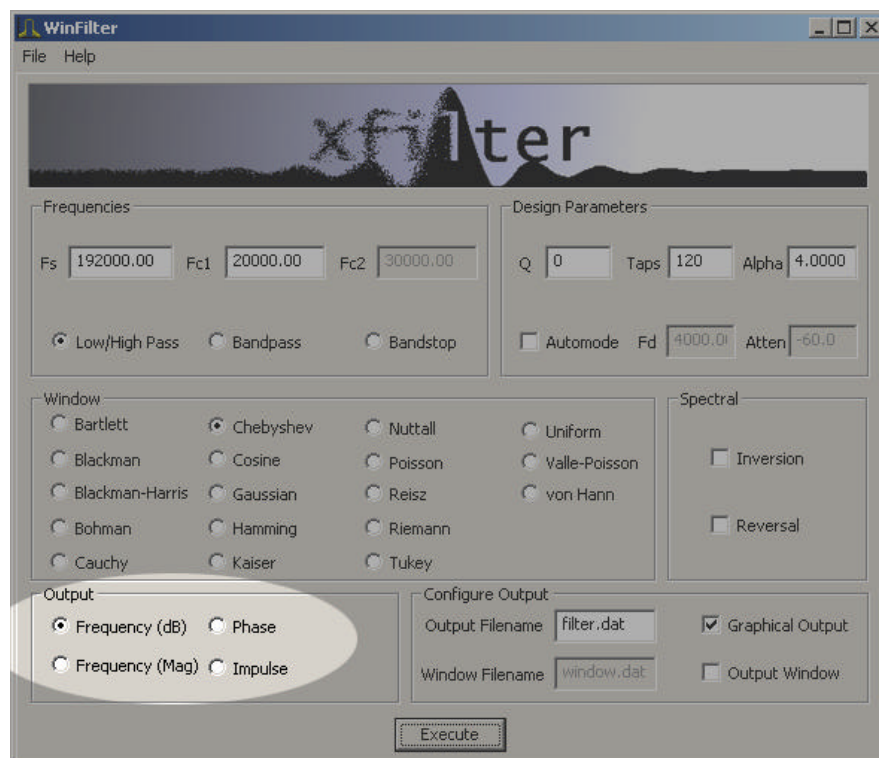 WinFilter
File Help
xfilter
Frequencies
Fs 192000.00 Fc1 20000.00 Fc2 30000.00
Low/High Pass Bandpass Bandstop
Design Parameters
Q 0 Taps 120 Alpha 4.0000
Automode Fd 4000.0 Atten -60.0
Window
Bartlett Chebyshev Nuttall Uniform
Blackman Cosine Poisson Valle-Poisson
Blackman-Harris Gaussian Reisz von Hann
Bohman Hamming Riemann
Cauchy Kaiser Tukey
Spectral
Inversion
Reversal
Output
Frequency (dB) Phase
Frequency (Mag) Impulse
Configure Output
Output Filename filter.dat Graphical Output
Window Filename window.dat Output Window
Execute